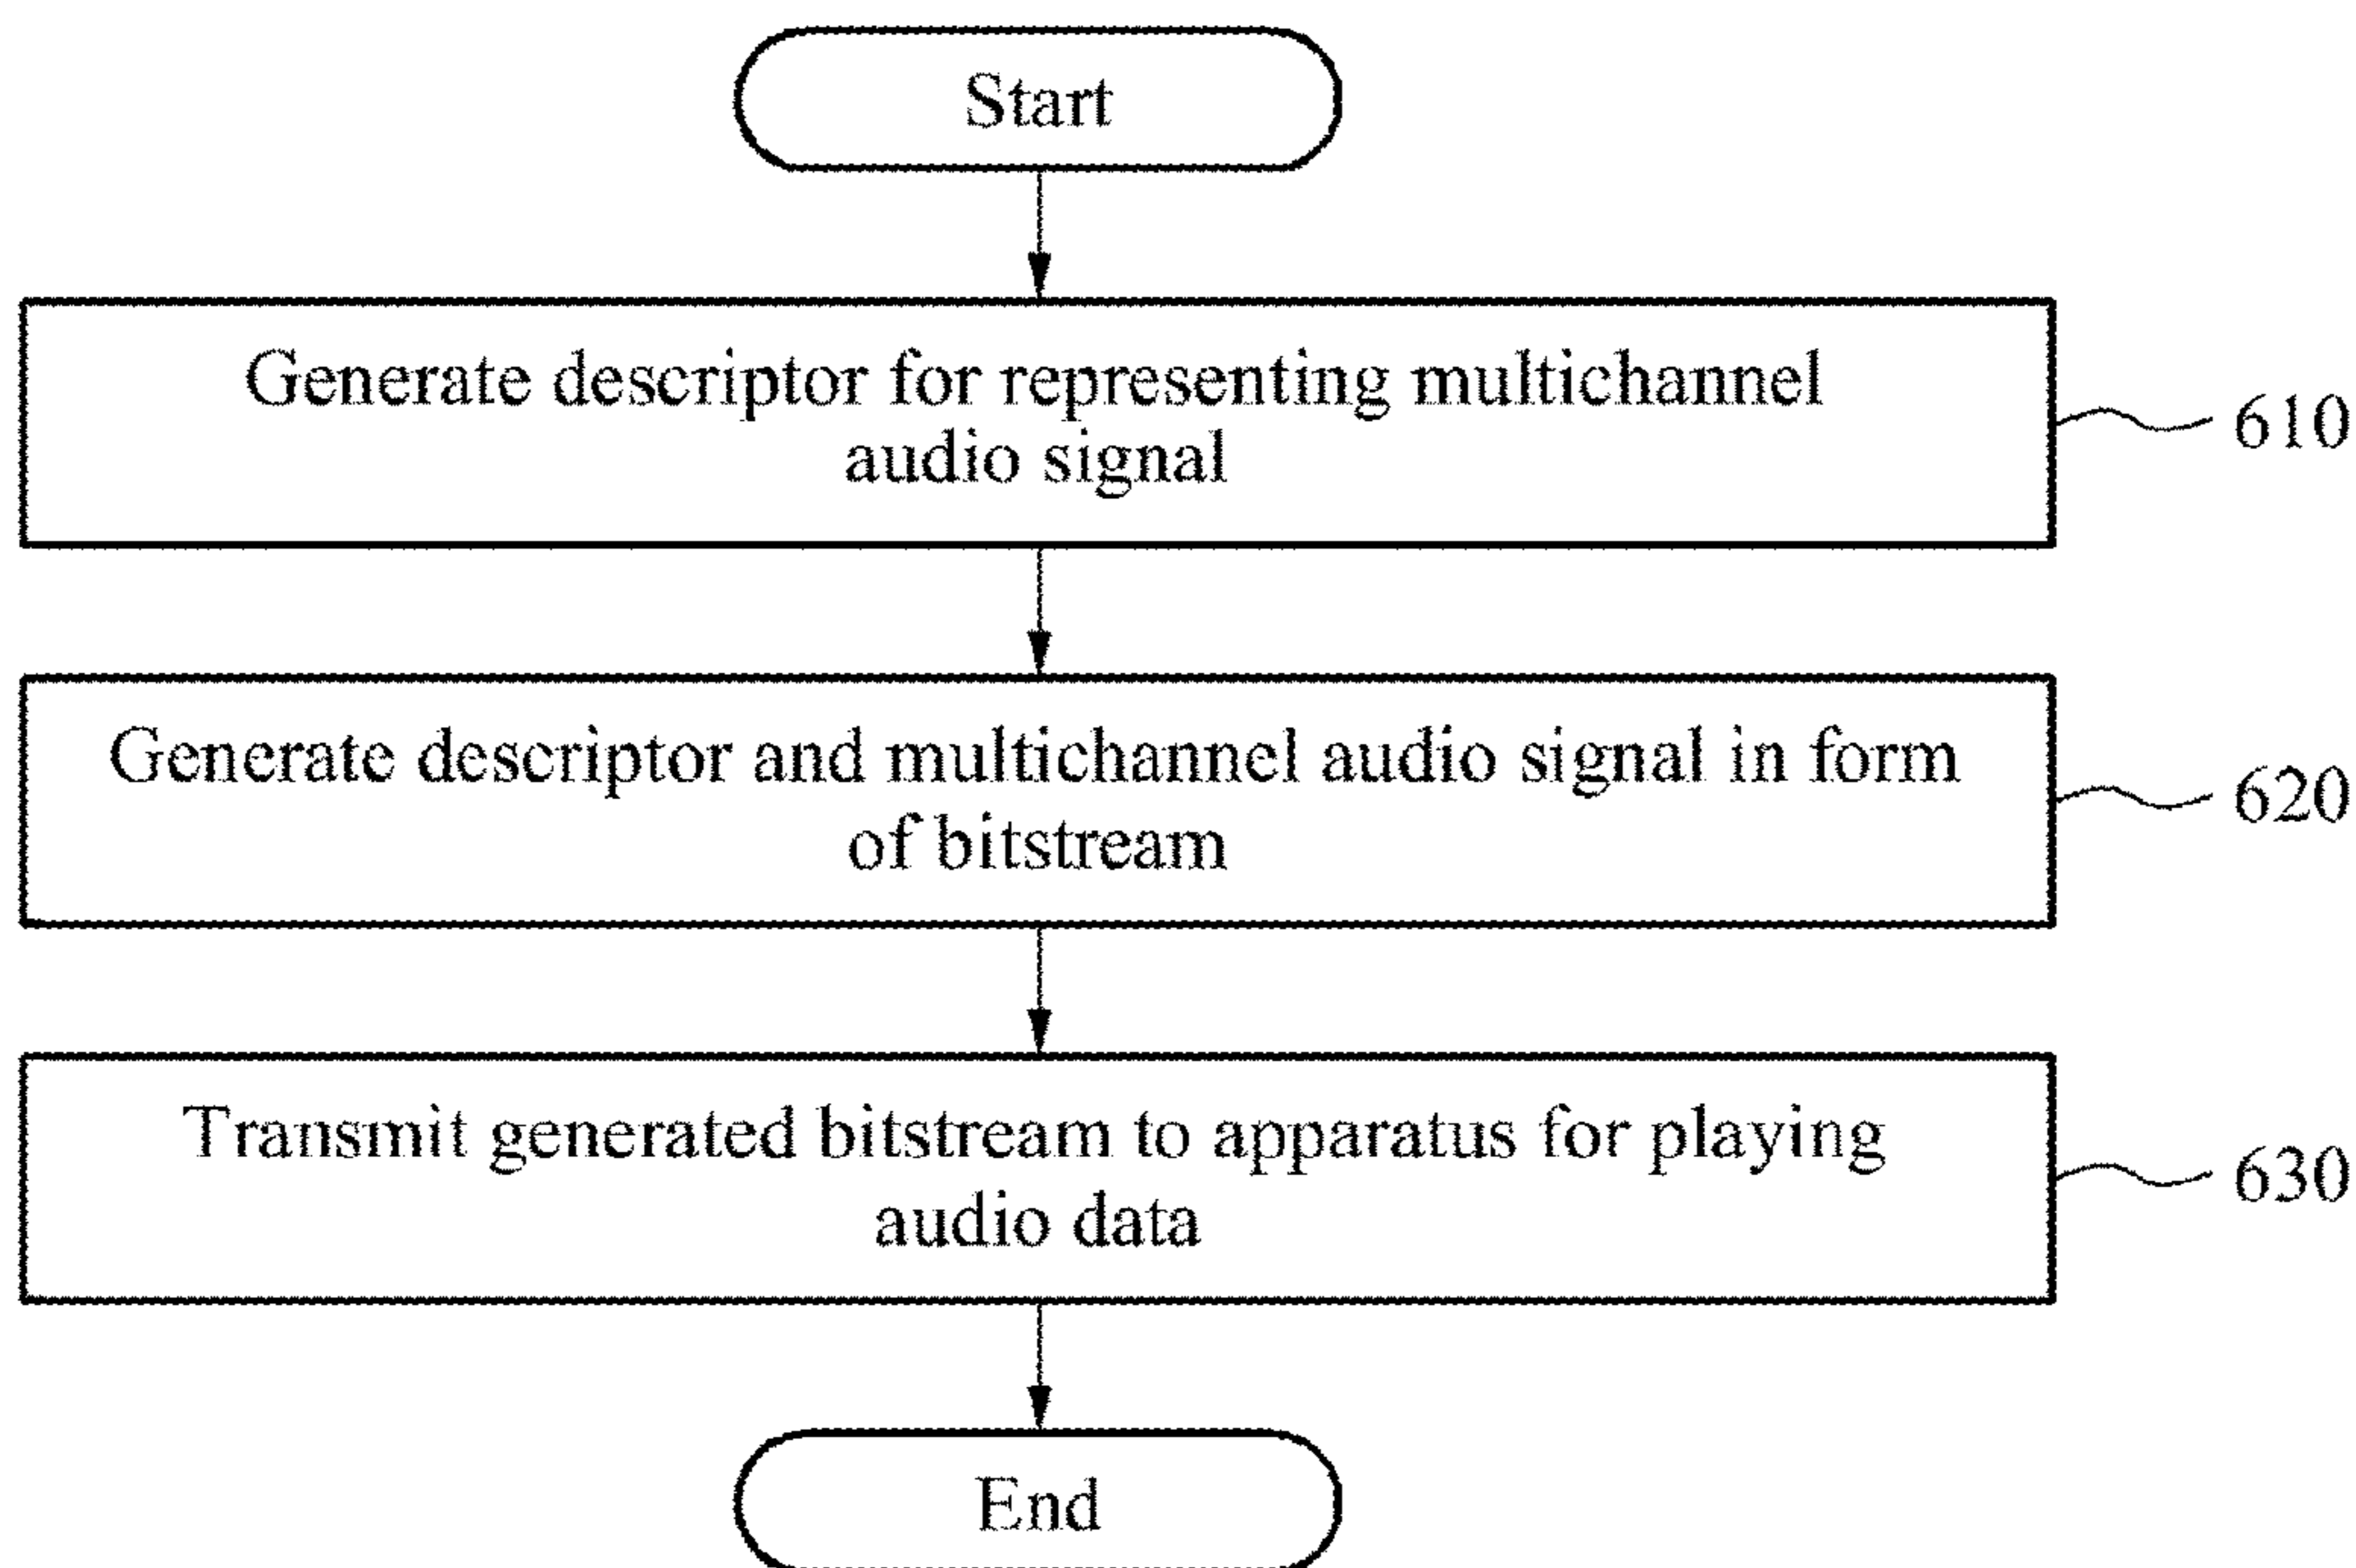 Start
Generate descriptor for representing multichannel
audio signal
610
Generate descriptor and multichannel audio signal in form
of bitstream
620
Transmit generated bitstream to apparatus for playing
audio data
630
End